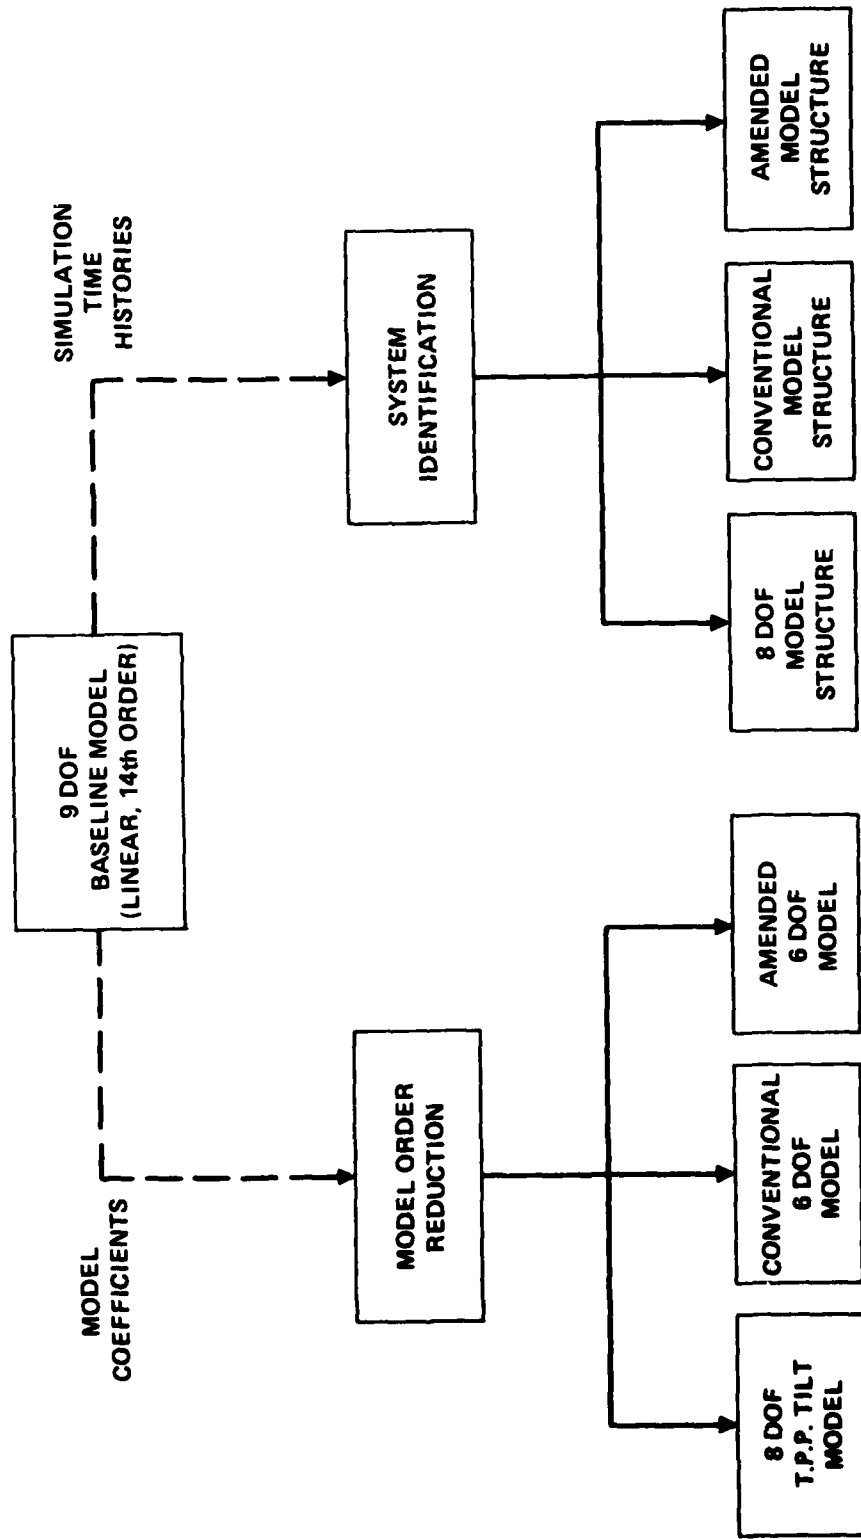 9 DOF
BASELINE MODEL
(LINEAR, 14th ORDER)
MODEL
COEFFICIENTS
SIMULATION
TIME
HISTORIES
MODEL ORDER
REDUCTION
SYSTEM
IDENTIFICATION
8 DOF
T.P.P. TILT
MODEL
CONVENTIONAL
6 DOF
MODEL
AMENDED
6 DOF
MODEL
8 DOF
MODEL
STRUCTURE
CONVENTIONAL
MODEL
STRUCTURE
AMENDED
MODEL
STRUCTURE